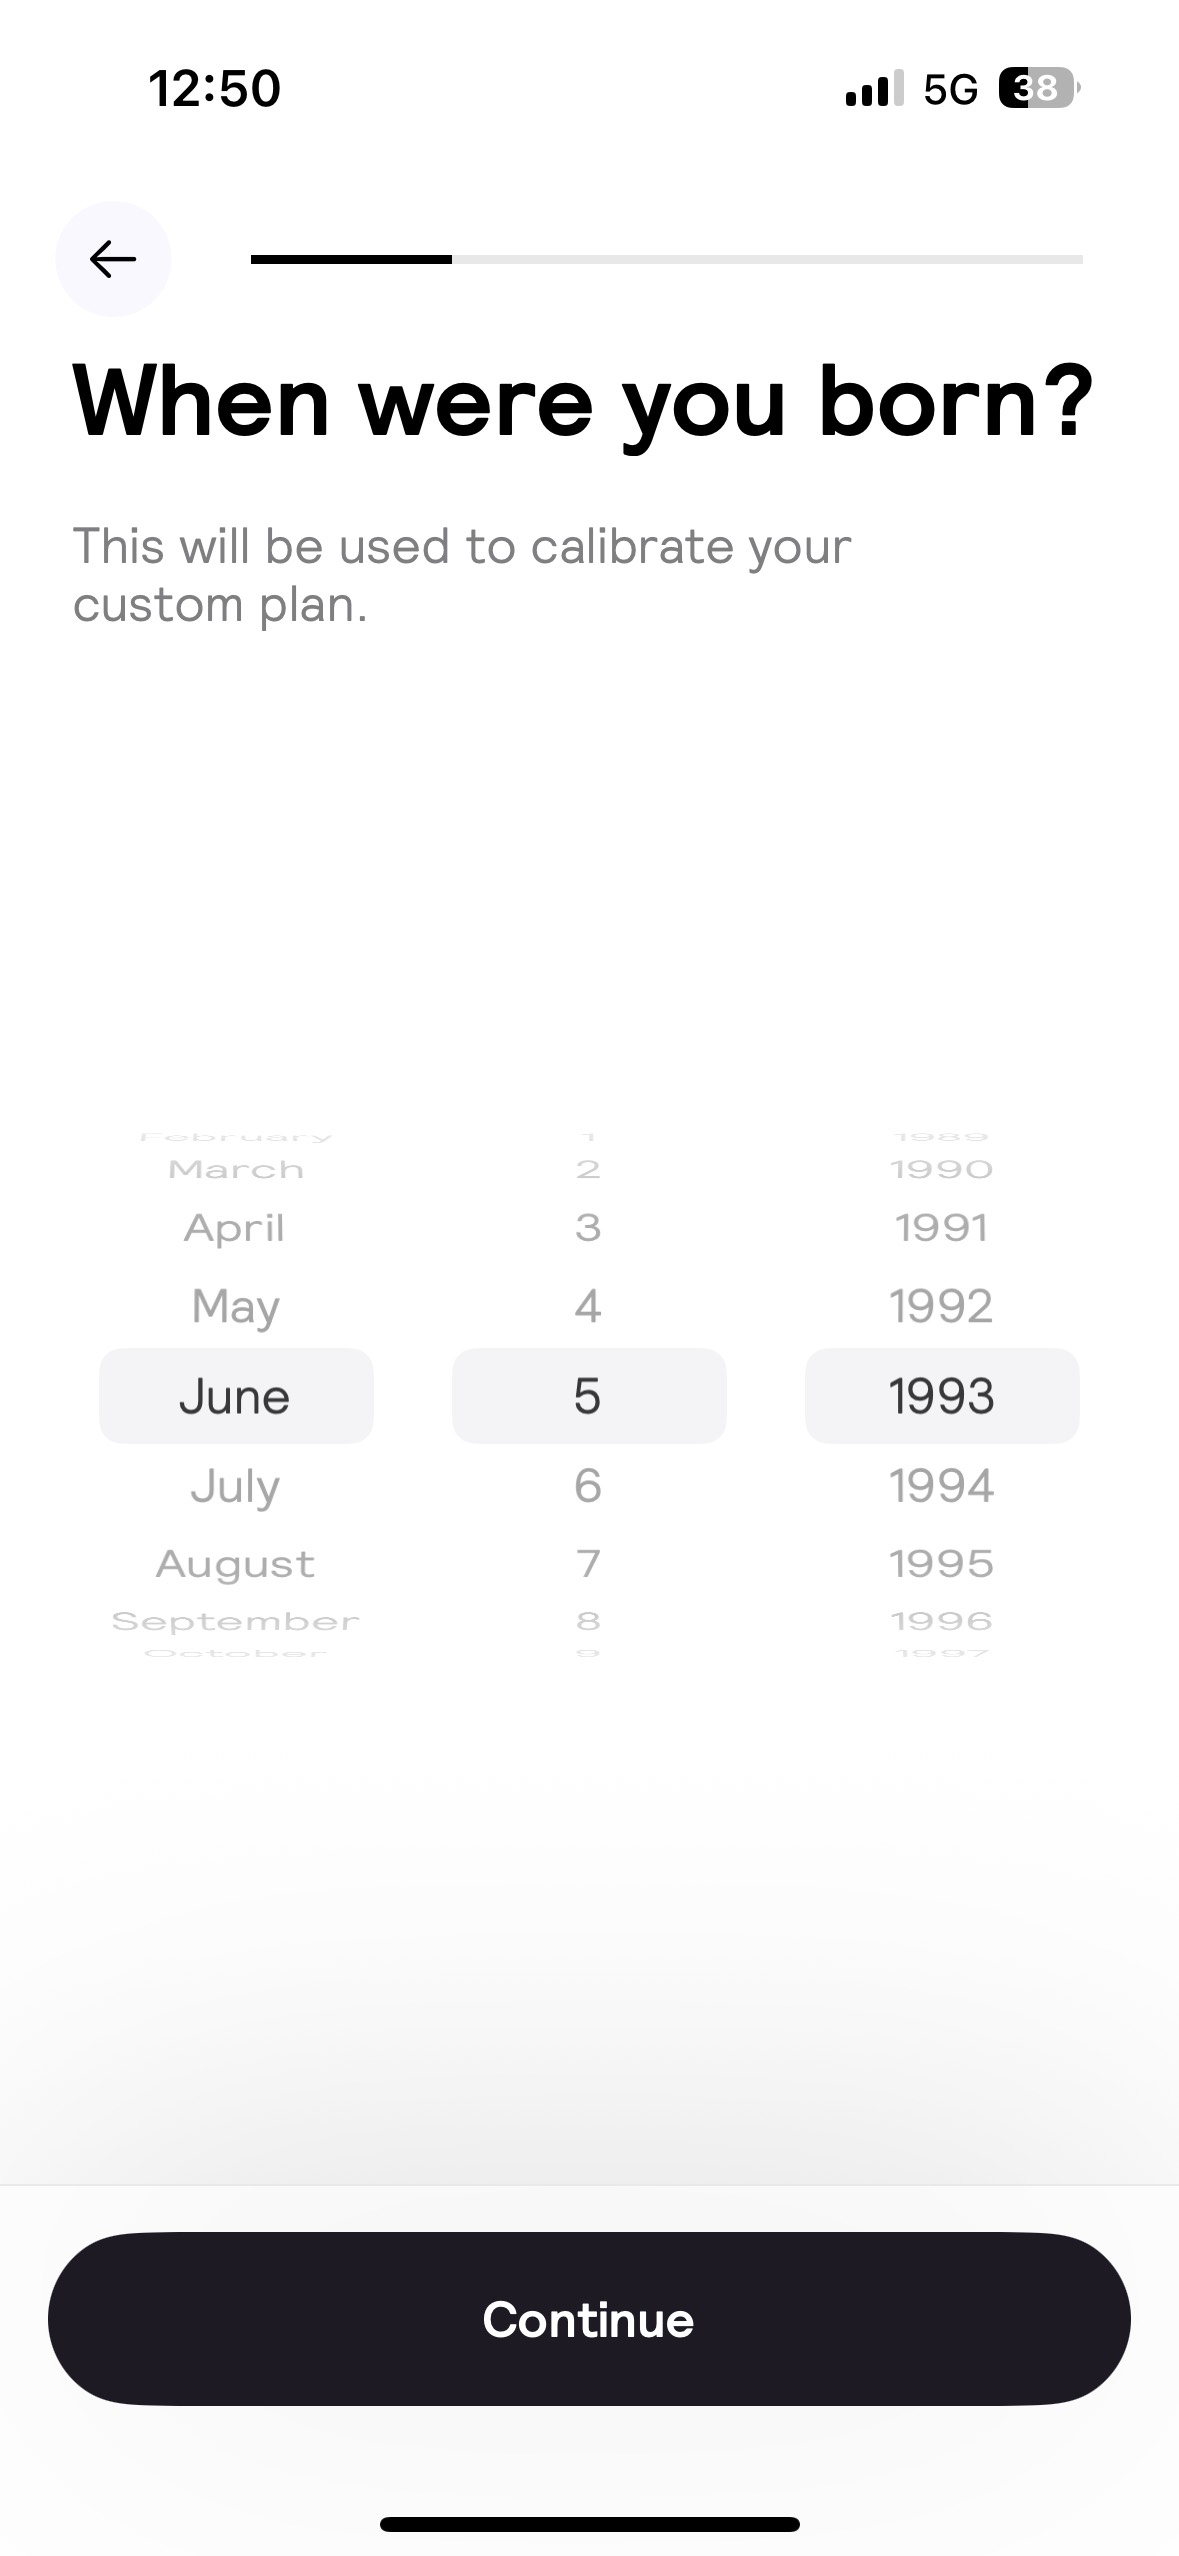 12:50 5G 38
When were you born?
This will be used to calibrate your
custom plan.
February 1 1989
March 2 1990
April 3 1991
May 4 1992
June 5 1993
July 6 1994
August 7 1995
September 8 1996
October 9 1997
Continue